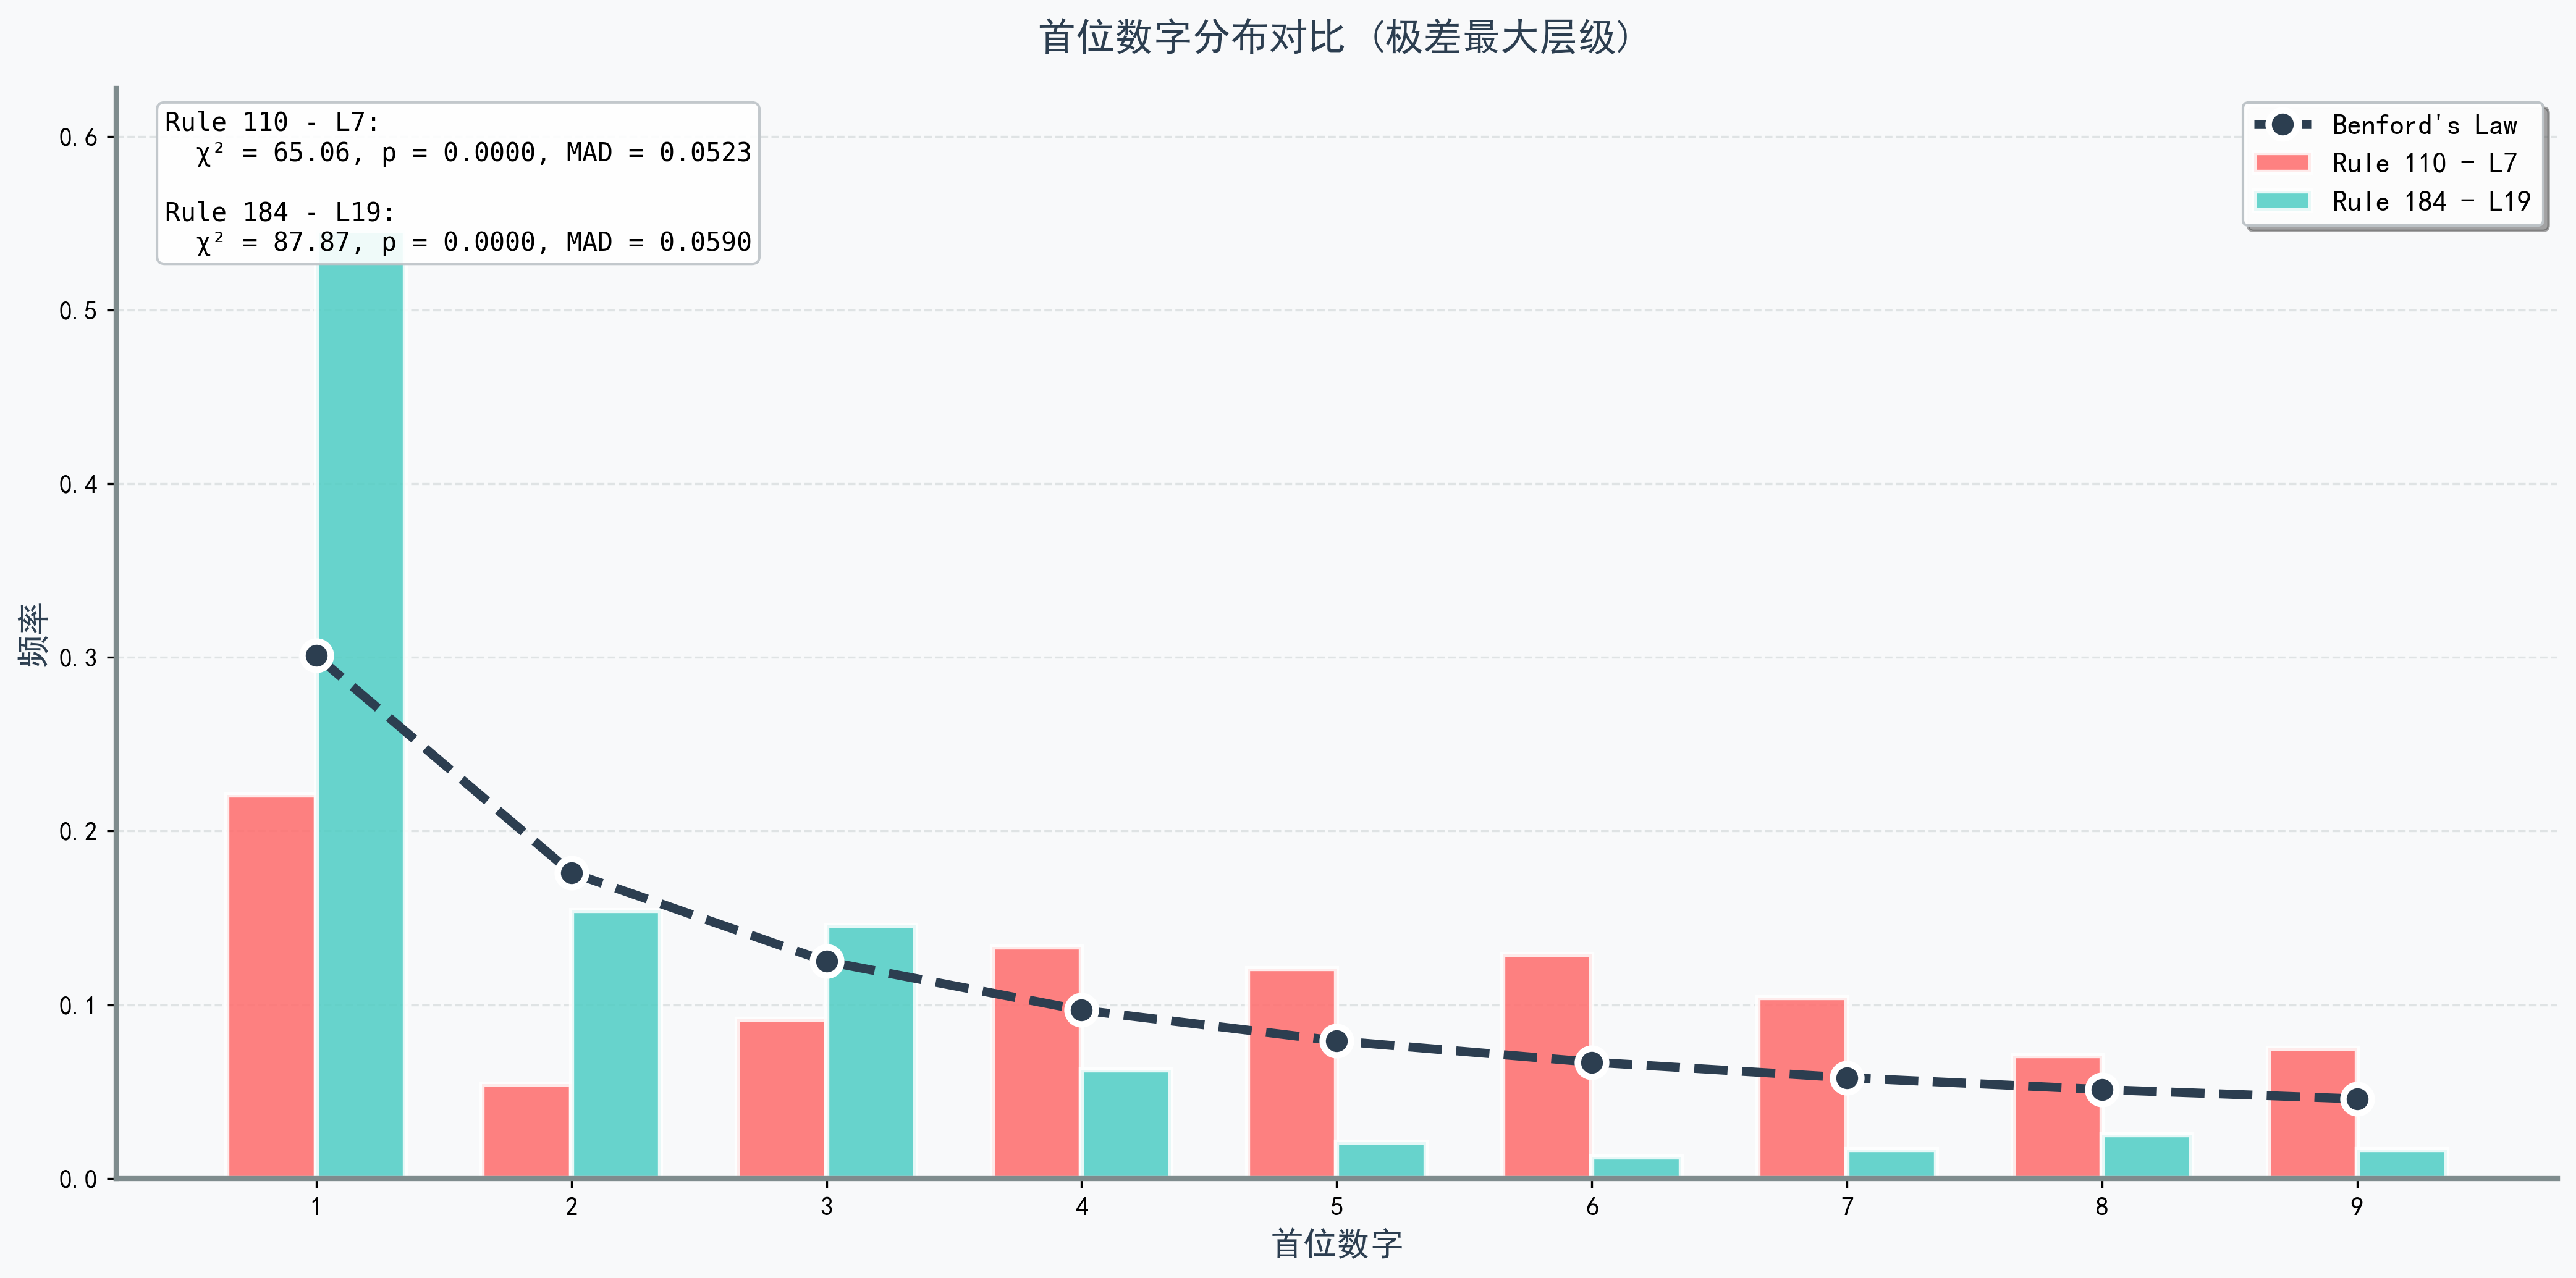 首位数字分布对比 (极差最大层级)
Rule 110 - L7:
χ² = 65.06, p = 0.0000, MAD = 0.0523
Rule 184 - L19:
χ² = 87.87, p = 0.0000, MAD = 0.0590
Benford's Law
Rule 110 - L7
Rule 184 - L19
频率
0.6
0.5
0.4
0.3
0.2
0.1
0.0
1 2 3 4 5 6 7 8 9
首位数字